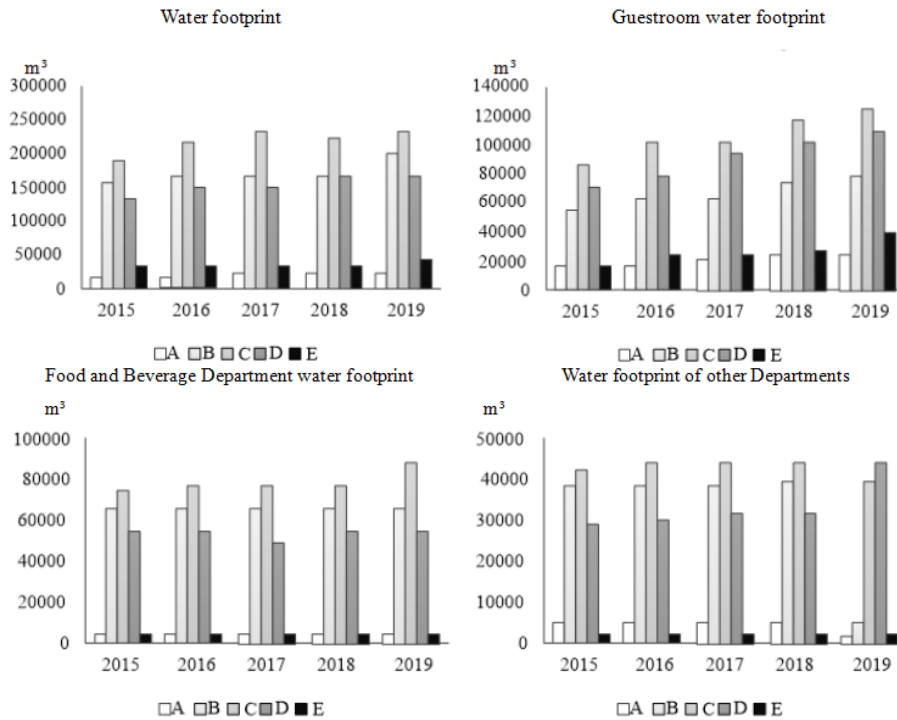 Water footprint
m³
300000
250000
200000
150000
100000
50000
0
2015 2016 2017 2018 2019
A B C D E
Guestroom water footprint
m³
140000
120000
100000
80000
60000
40000
20000
0
2015 2016 2017 2018 2019
A B C D E
Food and Beverage Department water footprint
m³
100000
80000
60000
40000
20000
0
2015 2016 2017 2018 2019
A B C D E
Water footprint of other Departments
m³
50000
40000
30000
20000
10000
0
2015 2016 2017 2018 2019
A B C D E